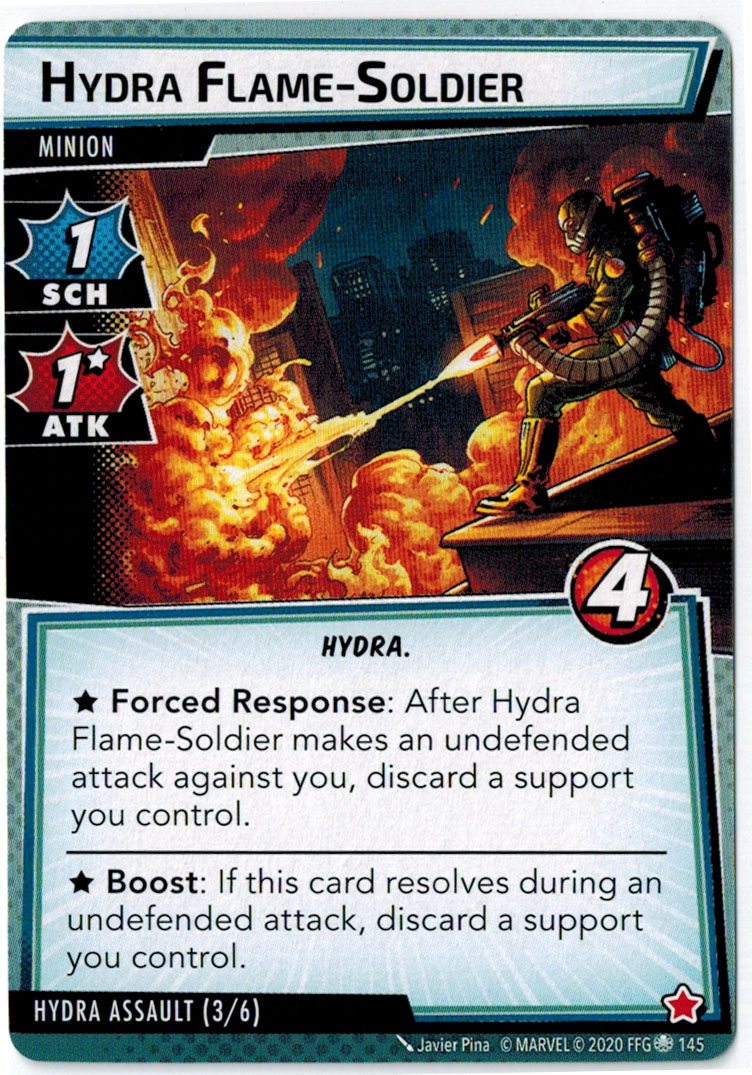 HYDRA FLAME-SOLDIER
MINION
1
SCH
1★
ATK
4
HYDRA.
★ Forced Response: After Hydra
Flame-Soldier makes an undefended
attack against you, discard a support
you control.
★ Boost: If this card resolves during an
undefended attack, discard a support
you control.
HYDRA ASSAULT (3/6)
Javier Pina © MARVEL © 2020 FFG 145